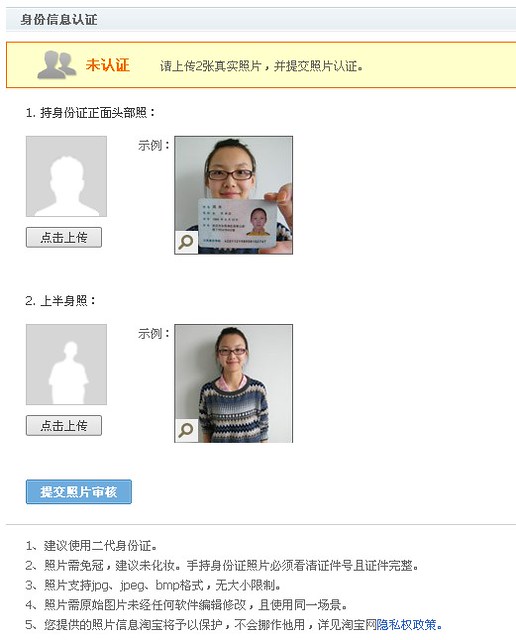 身份信息认证
未认证 请上传2张真实照片，并提交照片认证。
1. 持身份证正面头部照：
示例：
点击上传
2. 上半身照：
示例：
点击上传
提交照片审核
1、建议使用二代身份证。
2、照片需免冠，建议未化妆。手持身份证照片必须看清证件号且证件完整。
3、照片支持jpg、jpeg、bmp格式，无大小限制。
4、照片需原始图片未经任何软件编辑修改，且使用同一场景。
5、您提供的照片信息淘宝将予以保护，不会挪作他用，详见淘宝网隐私权政策。